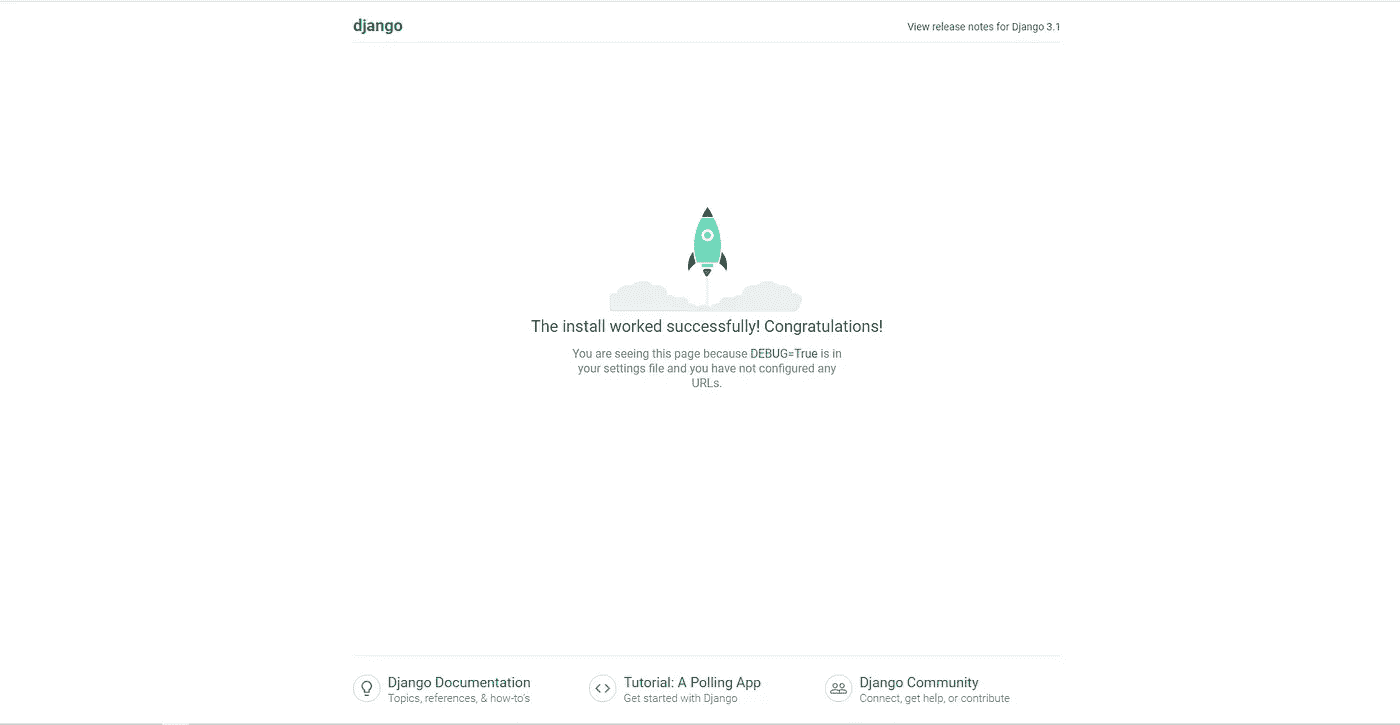 django
View release notes for Django 3.1
The install worked successfully! Congratulations!
You are seeing this page because DEBUG=True is in
your settings file and you have not configured any
URLs.
Django Documentation
Topics, references, & how-to's
Tutorial: A Polling App
Get started with Django
Django Community
Connect, get help, or contribute